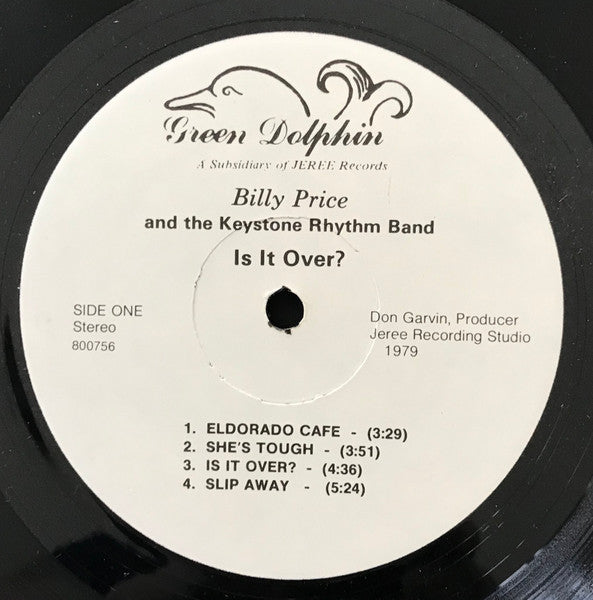 Green Dolphin
A Subsidiary of JEREE Records
Billy Price
and the Keystone Rhythm Band
Is It Over?
SIDE ONE
Stereo
800756
Don Garvin, Producer
Jeree Recording Studio
1979
1. ELDORADO CAFE - (3:29)
2. SHE'S TOUGH - (3:51)
3. IS IT OVER? - (4:36)
4. SLIP AWAY - (5:24)